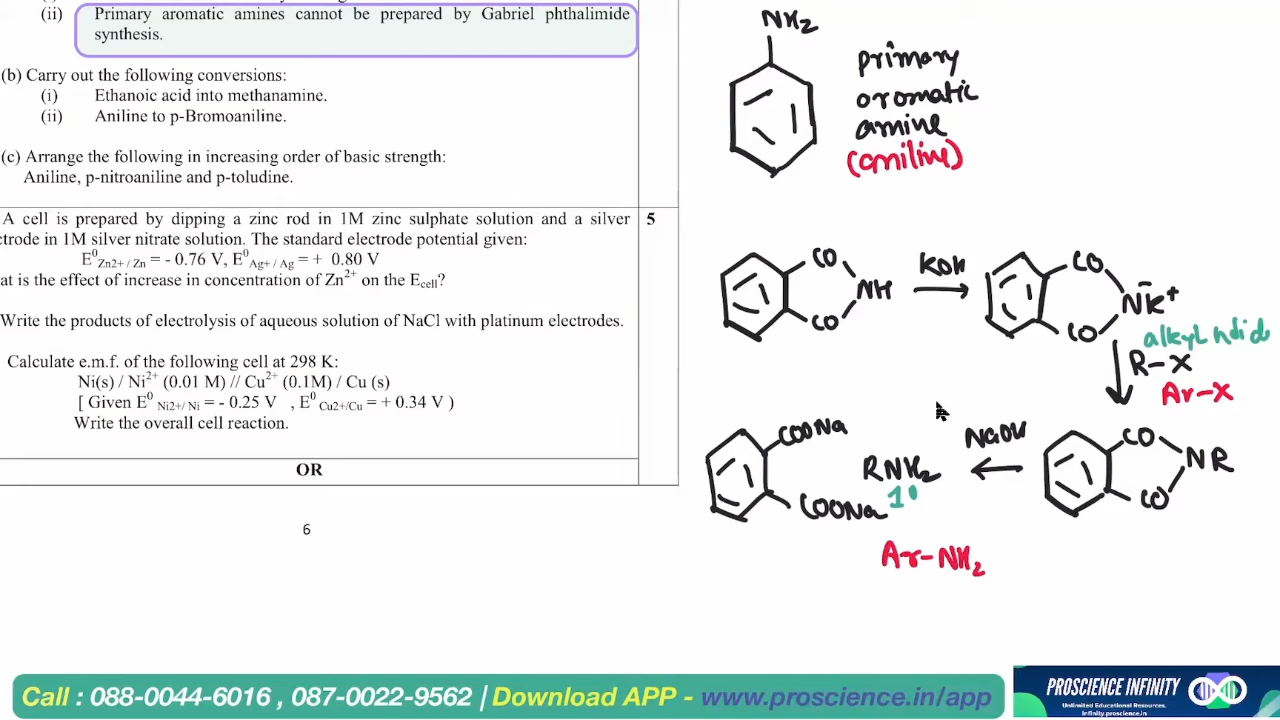 (ii) Primary aromatic amines cannot be prepared by Gabriel phthalimide
synthesis.
(b) Carry out the following conversions:
(i) Ethanoic acid into methanamine.
(ii) Aniline to p-Bromoaniline.
(c) Arrange the following in increasing order of basic strength:
Aniline, p-nitroaniline and p-toludine.
A cell is prepared by dipping a zinc rod in 1M zinc sulphate solution and a silver
ctrode in 1M silver nitrate solution. The standard electrode potential given:
E⁰Zn2+ / Zn = - 0.76 V, E⁰Ag+ / Ag = + 0.80 V
at is the effect of increase in concentration of Zn²⁺ on the Ecell?
Write the products of electrolysis of aqueous solution of NaCl with platinum electrodes.
Calculate e.m.f. of the following cell at 298 K:
Ni(s) / Ni²⁺ (0.01 M) // Cu²⁺ (0.1M) / Cu (s)
[ Given E⁰ Ni2+/ Ni = - 0.25 V , E⁰ Cu2+/Cu = + 0.34 V )
Write the overall cell reaction.
OR
5
6
NH₂
primary
aromatic
amine
(aniline)
CO
NH
CO
KOH
CO
N⁻K⁺
CO
R-X
Ar-X
CO
NR
CO
NaOH
RNH₂
1°
COONa
COONa
Ar-NH₂
Call : 088-0044-6016 , 087-0022-9562 | Download APP - www.proscience.in/app
PROSCIENCE INFINITY
Unlimited Educational Resources.
infinity.proscience.in